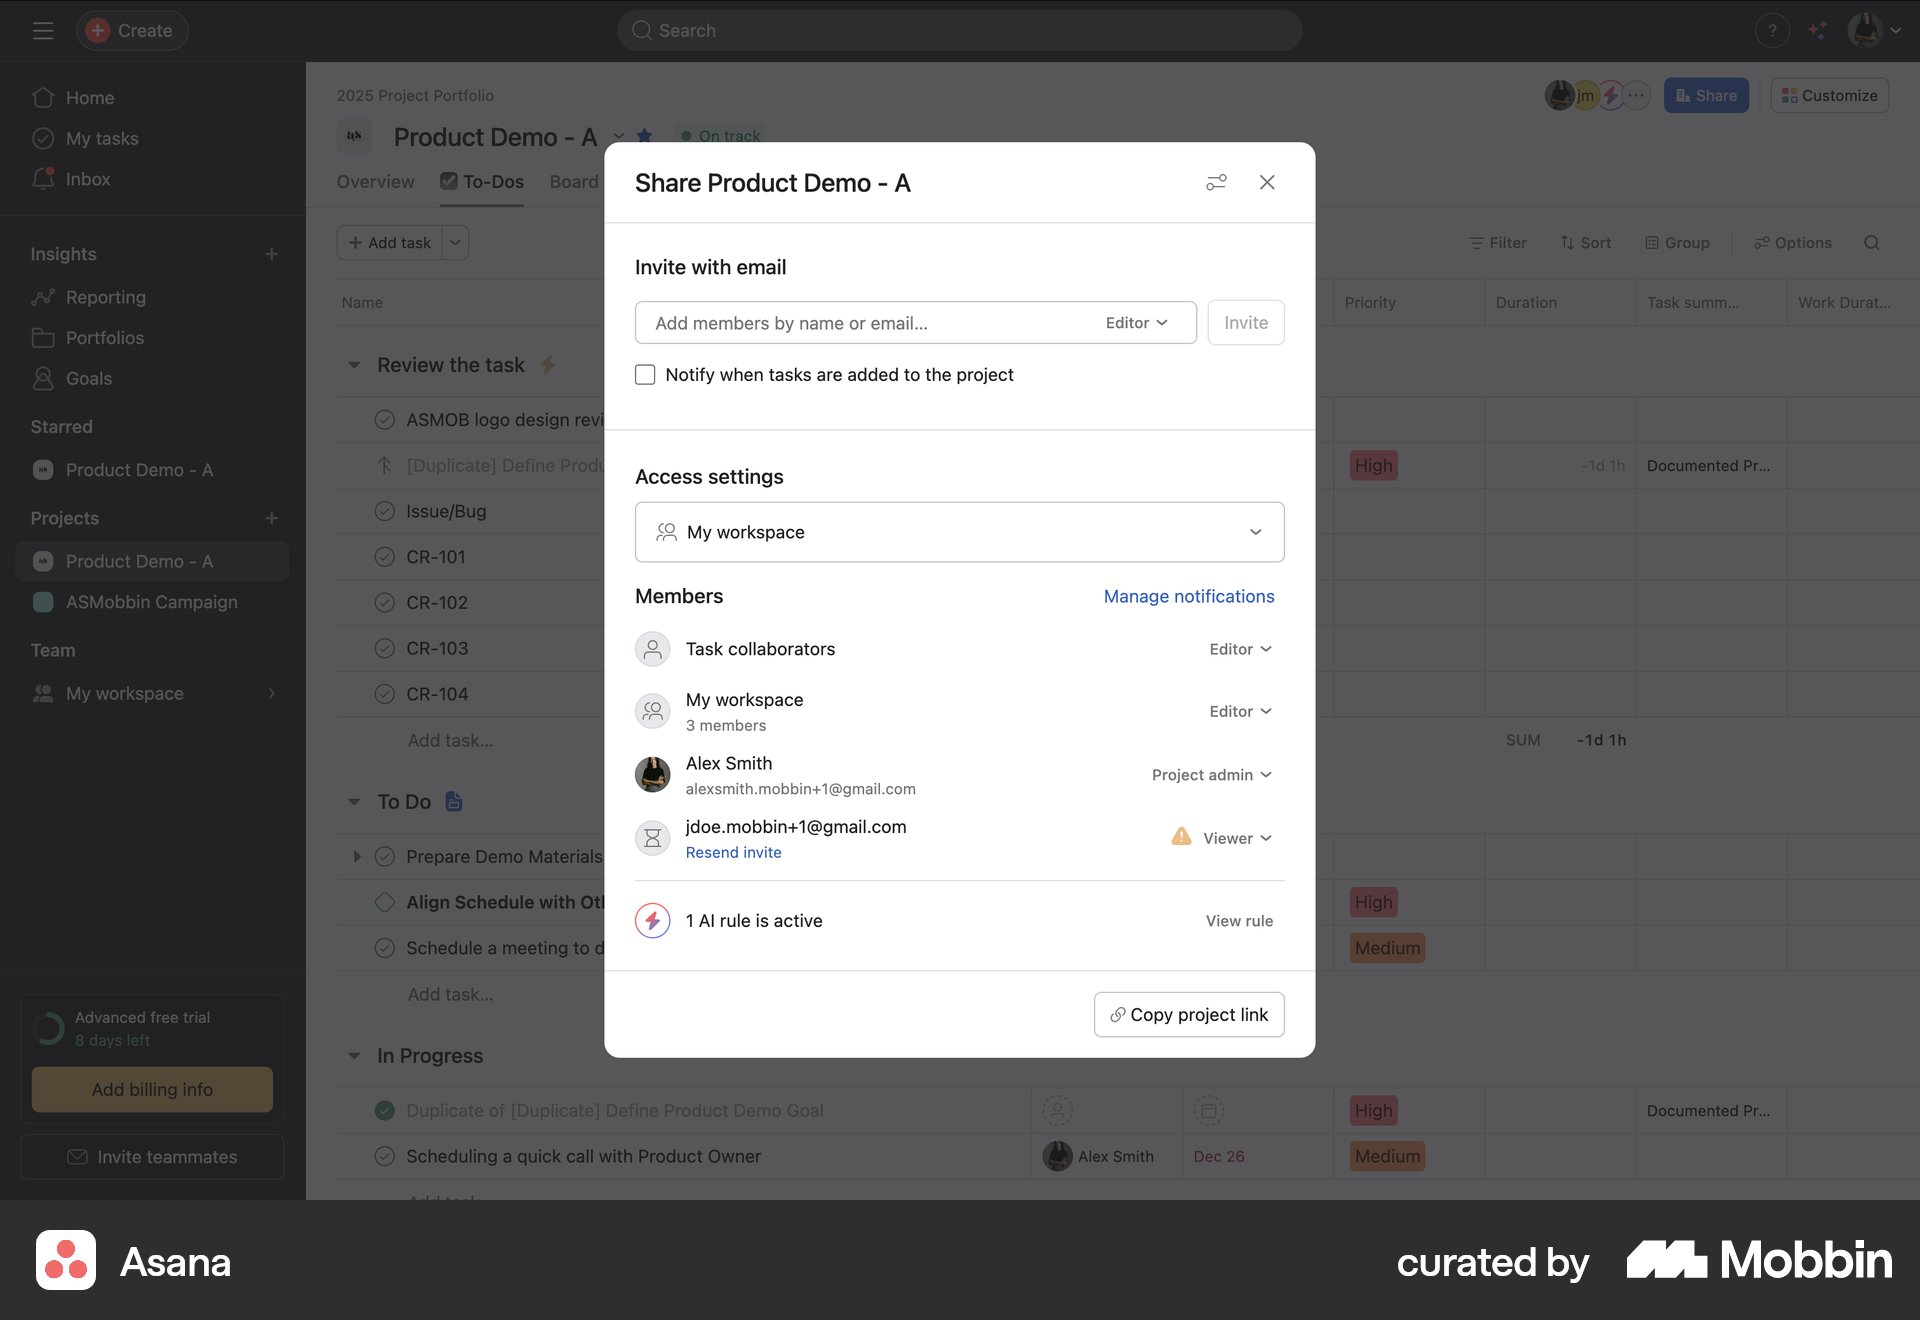 Create
Search
?
Home
My tasks
Inbox
Insights
Reporting
Portfolios
Goals
Starred
Product Demo - A
Projects
Product Demo - A
ASMobbin Campaign
Team
My workspace
Advanced free trial
8 days left
Add billing info
Invite teammates
2025 Project Portfolio
jm
Share
Customize
Product Demo - A
On track
Overview
To-Dos
Board
Add task
Filter
Sort
Group
Options
Name
Priority
Duration
Task summ...
Work Durat...
Review the task
ASMOB logo design revi
[Duplicate] Define Produ
High
-1d 1h
Documented Pr...
Issue/Bug
CR-101
CR-102
CR-103
CR-104
Add task...
SUM
-1d 1h
To Do
Prepare Demo Materials
Align Schedule with Ot
High
Schedule a meeting to d
Medium
Add task...
In Progress
Duplicate of [Duplicate] Define Product Demo Goal
High
Documented Pr...
Scheduling a quick call with Product Owner
Alex Smith
Dec 26
Medium
Share Product Demo - A
Invite with email
Add members by name or email...
Editor
Invite
Notify when tasks are added to the project
Access settings
My workspace
Members
Manage notifications
Task collaborators
Editor
My workspace
3 members
Editor
Alex Smith
alexsmith.mobbin+1@gmail.com
Project admin
jdoe.mobbin+1@gmail.com
Resend invite
Viewer
1 AI rule is active
View rule
Copy project link
Asana
curated by
Mobbin